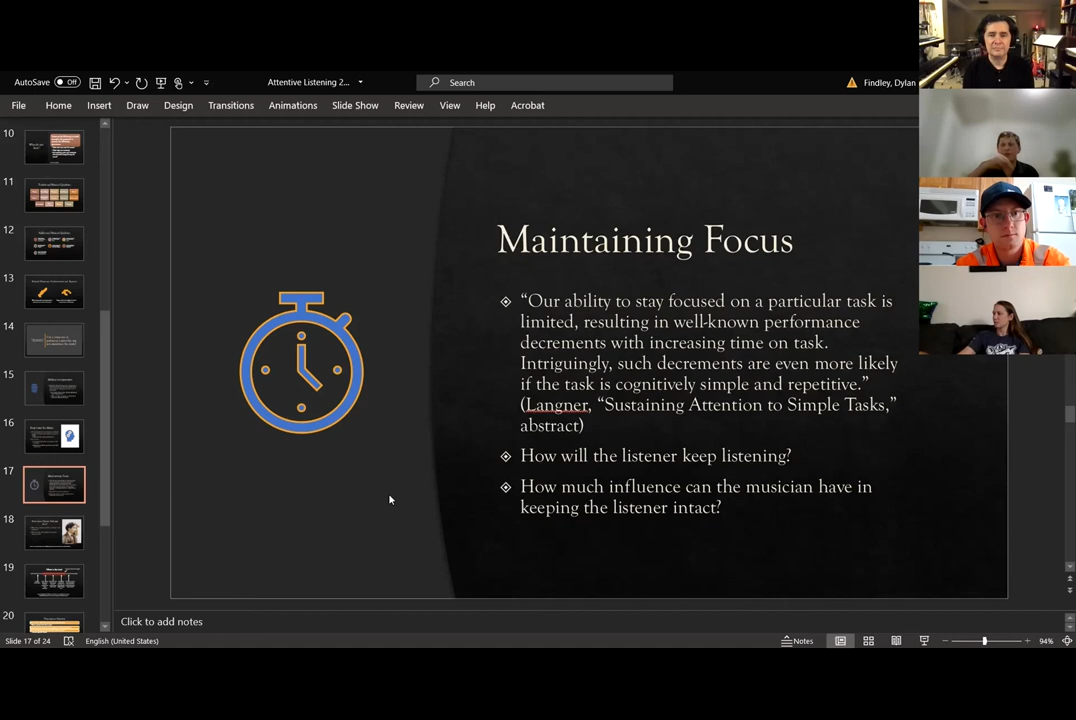 AutoSave Off Attentive Listening 2... Search Findley, Dylan
File Home Insert Draw Design Transitions Animations Slide Show Review View Help Acrobat
10
11
12
13
14
15
16
17
18
19
20
Maintaining Focus
“Our ability to stay focused on a particular task is
limited, resulting in well-known performance
decrements with increasing time on task.
Intriguingly, such decrements are even more likely
if the task is cognitively simple and repetitive.”
(Langner, “Sustaining Attention to Simple Tasks,”
abstract)
How will the listener keep listening?
How much influence can the musician have in
keeping the listener intact?
Click to add notes
Slide 17 of 24 English (United States) Notes 94%